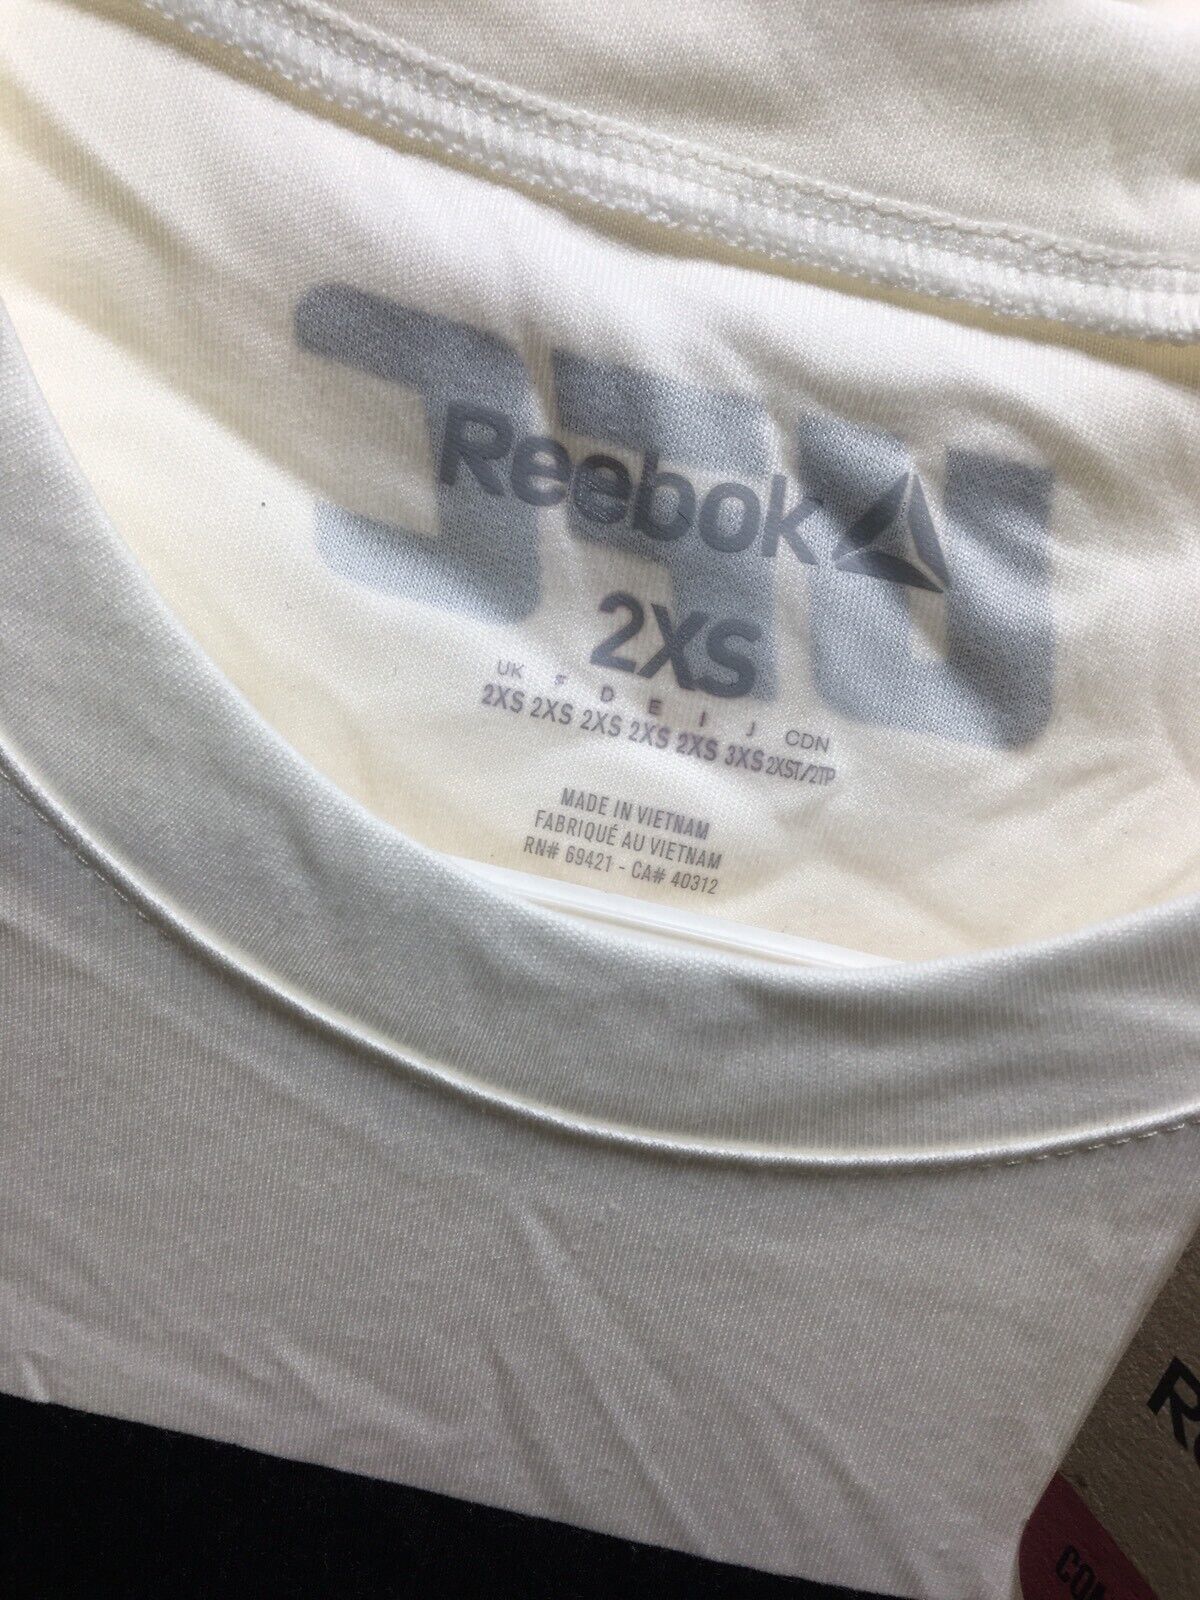 Reebok
2XS
UK F D E I J CDN
2XS 2XS 2XS 2XS 2XS 3XS 2XST/2TP
MADE IN VIETNAM
FABRIQUÉ AU VIETNAM
RN# 69421 - CA# 40312